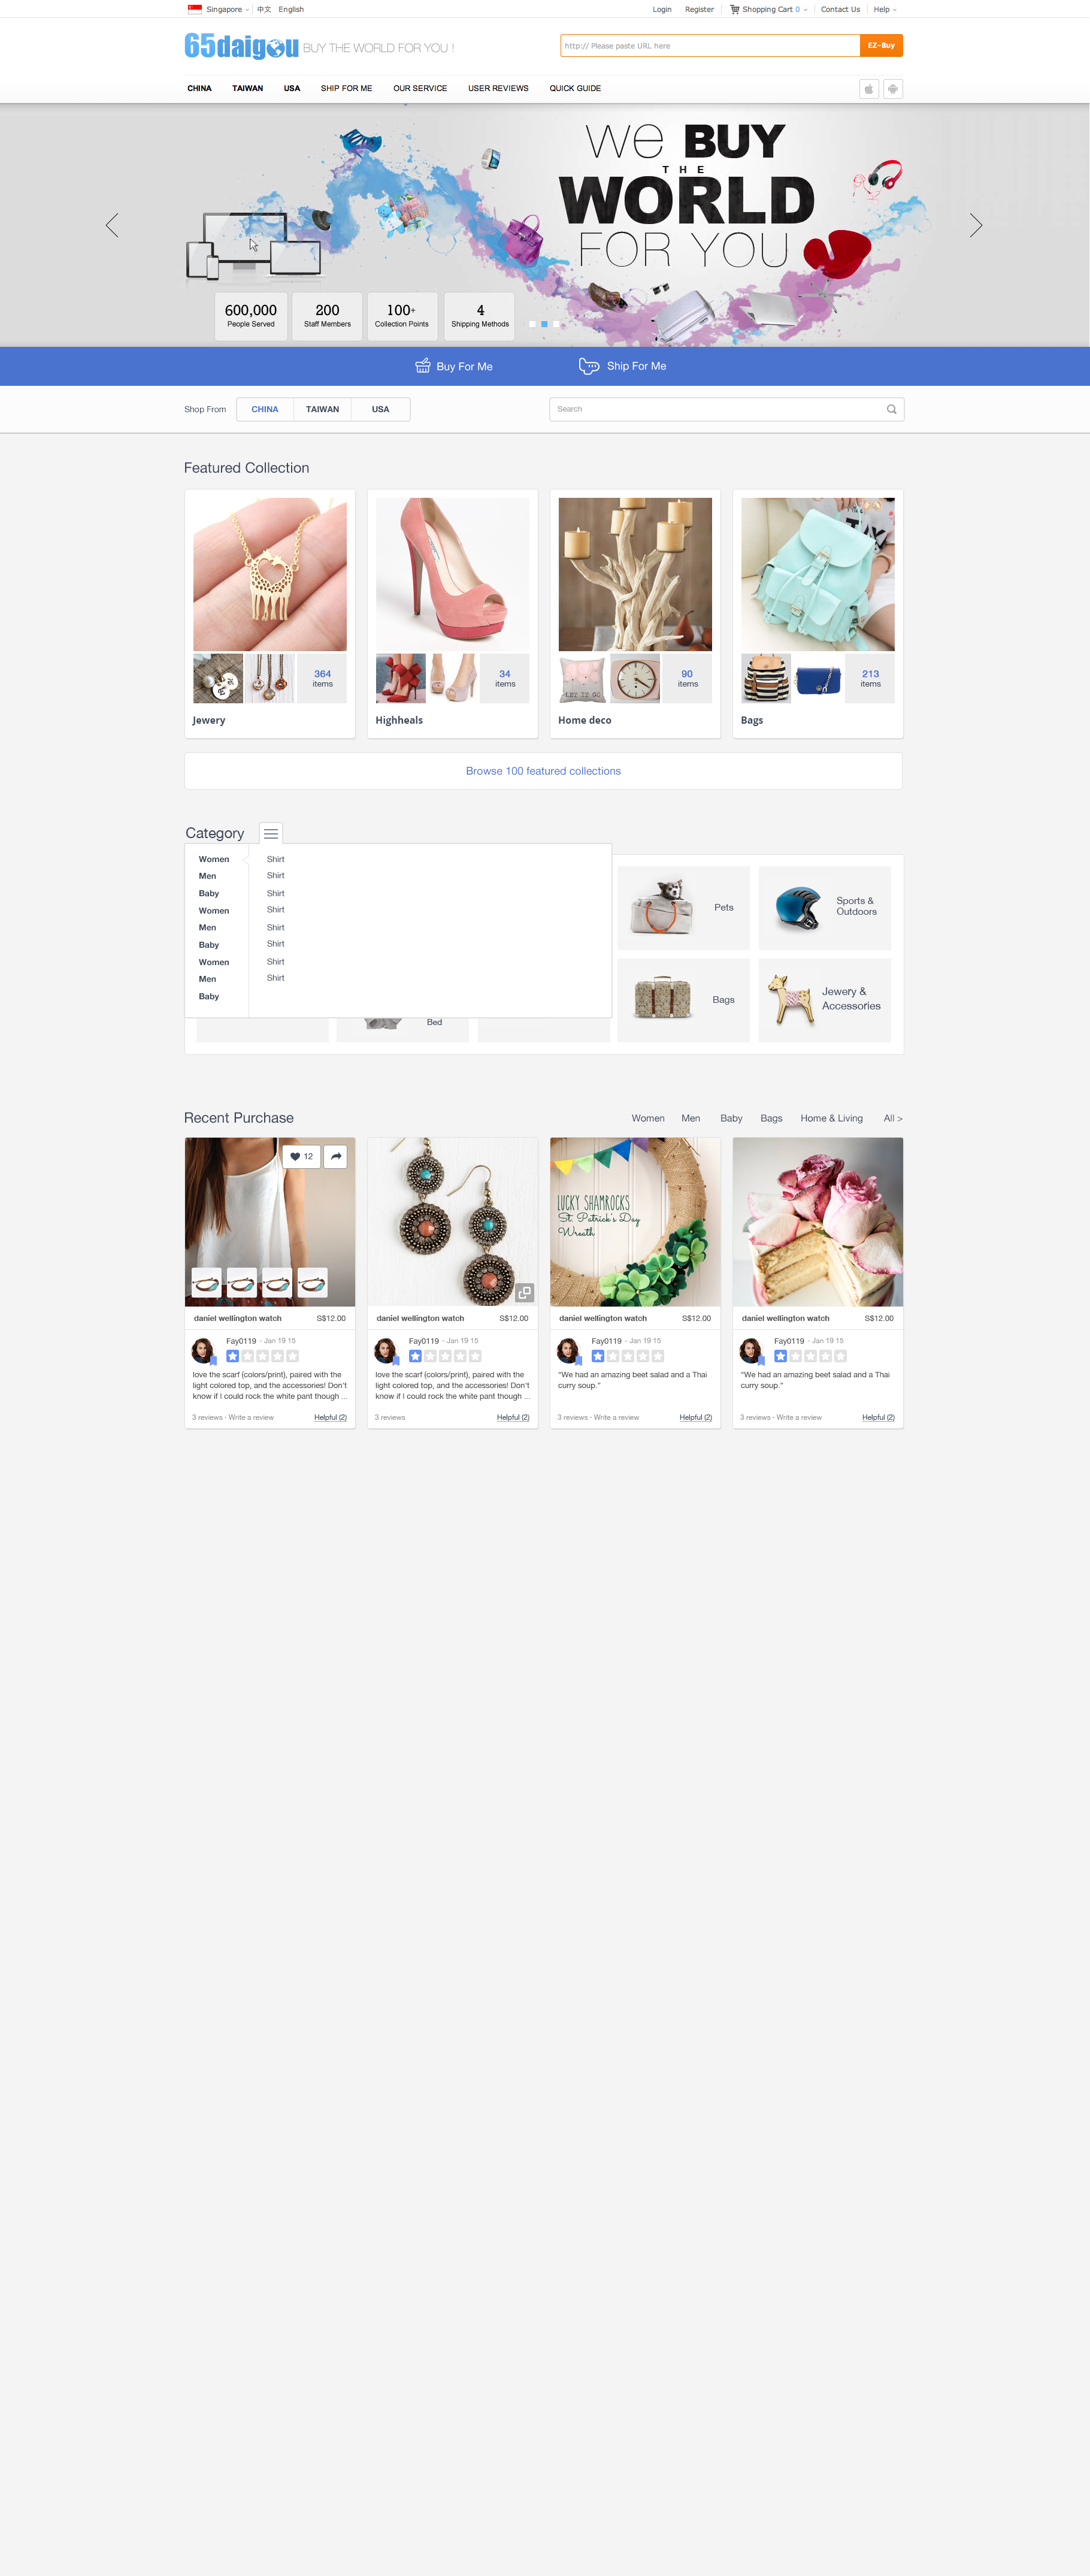 Singapore 中文 English Login Register Shopping Cart 0 Contact Us Help
65daigou BUY THE WORLD FOR YOU !
http:// Please paste URL here EZ-Buy
CHINA TAIWAN USA SHIP FOR ME OUR SERVICE USER REVIEWS QUICK GUIDE
We BUY
THE
WORLD
FOR YOU
600,000 200 100+ 4
People Served Staff Members Collection Points Shipping Methods
Buy For Me Ship For Me
Shop From CHINA TAIWAN USA Search
Featured Collection
LET IT GO
364 34 90 213
items items items items
Jewery Highheals Home deco Bags
Browse 100 featured collections
Category
Women Shirt
Men Shirt
Baby Shirt
Women Shirt
Men Shirt
Baby Shirt
Women Shirt
Men Shirt
Baby
Pets
Sports &
Outdoors
Bags
Jewery &
Accessories
Bed
Recent Purchase Women Men Baby Bags Home & Living All >
12
LUCKY SHAMROCKS
St. Patrick's Day
Wreath
daniel wellington watch S$12.00 daniel wellington watch S$12.00 daniel wellington watch S$12.00 daniel wellington watch S$12.00
Fay0119 - Jan 19 15 Fay0119 - Jan 19 15 Fay0119 - Jan 19 15 Fay0119 - Jan 19 15
love the scarf (colors/print), paired with the
light colored top, and the accessories! Don't
know if I could rock the white pant though ...
love the scarf (colors/print), paired with the
light colored top, and the accessories! Don't
know if I could rock the white pant though ...
"We had an amazing beet salad and a Thai
curry soup."
"We had an amazing beet salad and a Thai
curry soup."
3 reviews · Write a review Helpful (2) 3 reviews Helpful (2) 3 reviews · Write a review Helpful (2) 3 reviews · Write a review Helpful (2)